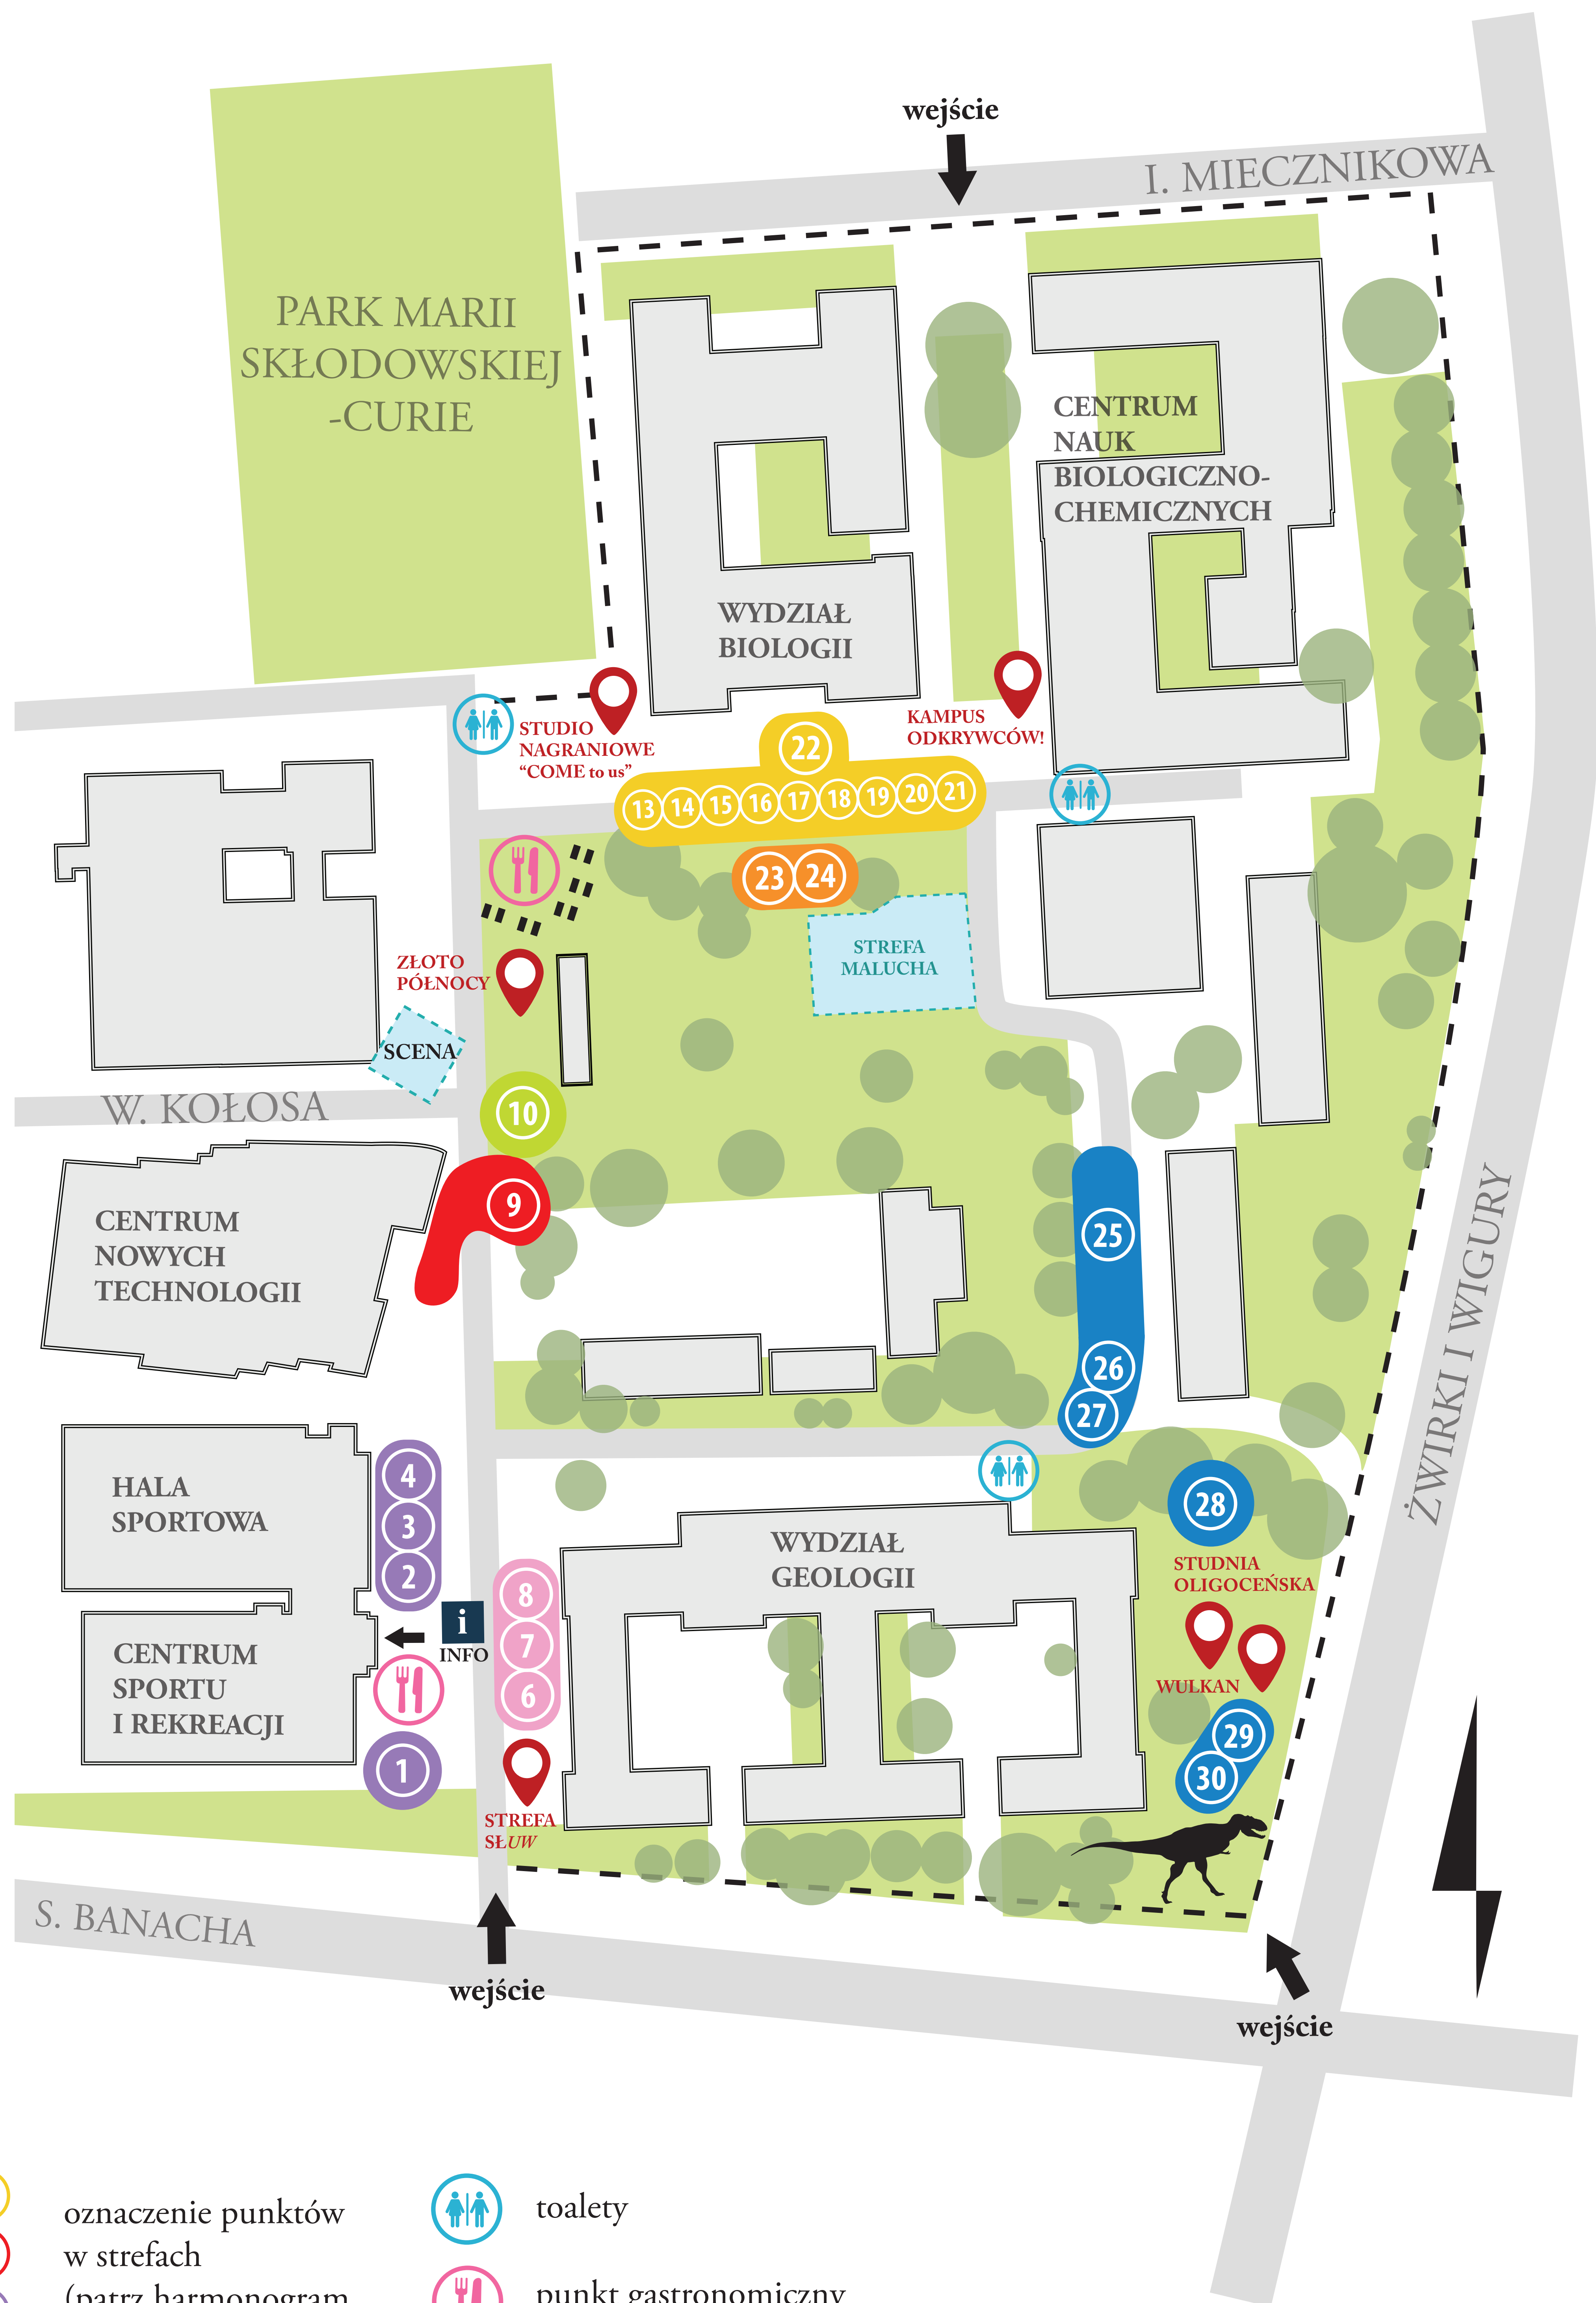 wejście
I. MIECZNIKOWA
PARK MARII
SKŁODOWSKIEJ
-CURIE
CENTRUM
NAUK
BIOLOGICZNO-
CHEMICZNYCH
WYDZIAŁ
BIOLOGII
STUDIO
NAGRANIOWE
“COME to us”
KAMPUS
ODKRYWCÓW!
22
13 14 15 16 17 18 19 20 21
23 24
STREFA
MALUCHA
ZŁOTO
PÓŁNOCY
SCENA
W. KOŁOSA
10
9
CENTRUM
NOWYCH
TECHNOLOGII
25
26
27
ŻWIRKI I WIGURY
HALA
SPORTOWA
4
3
2
WYDZIAŁ
GEOLOGII
28
STUDNIA
OLIGOCEŃSKA
WULKAN
8
7
6
i
INFO
CENTRUM
SPORTU
I REKREACJI
1
29
30
STREFA
SŁUW
S. BANACHA
wejście
wejście
oznaczenie punktów
w strefach
(patrz harmonogram
toalety
punkt gastronomiczny